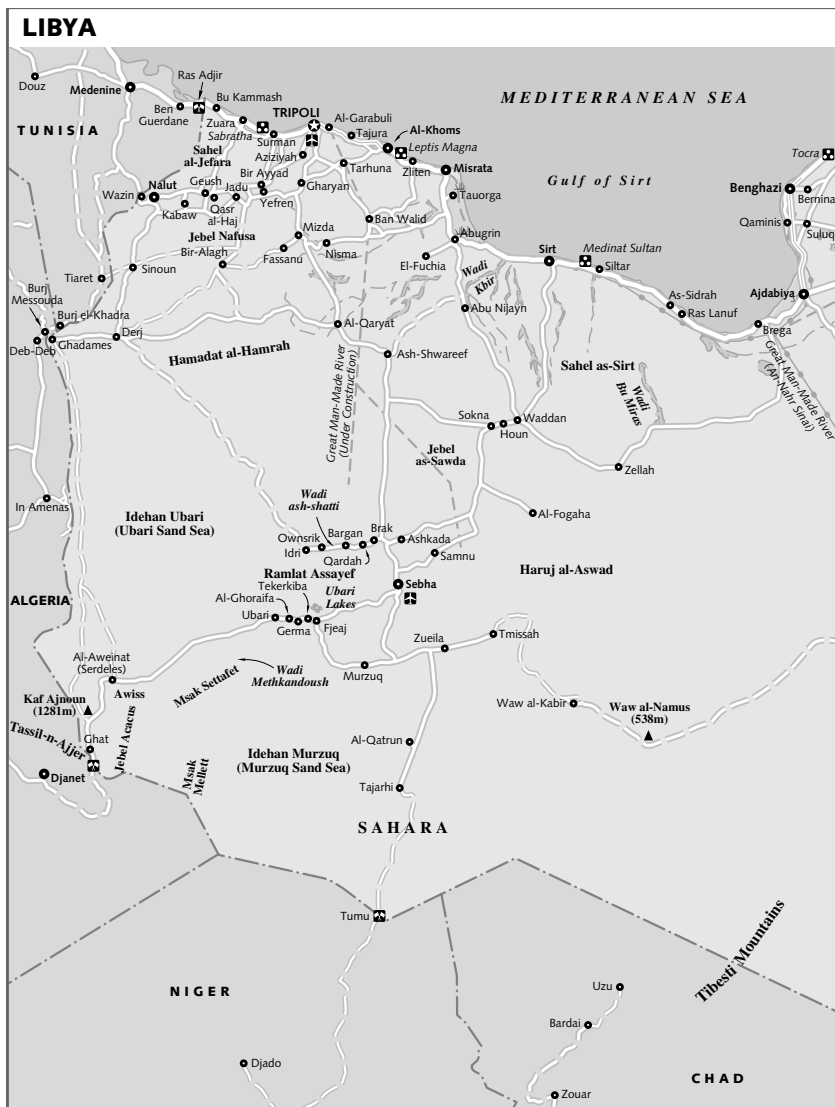 LIBYA
Ras Adjir
Douz
Medenine
Bu Kammash
MEDITERRANEAN SEA
Ben
Guerdane
Zuara
TRIPOLI
Al-Garabuli
TUNISIA
Sabratha
Surman
Tajura
Al-Khoms
Leptis Magna
Sahel
al-Jefara
Aziziyah
Tocra
Bir Ayyad
Tarhuna
Zliten
Misrata
Gulf of Sirt
Wazin
Nalut
Geush
Jadu
Gharyan
Benghazi
Kabaw
Qasr
al-Haj
Yefren
Tauorga
Bernina
Ban Walid
Qaminis
Suluq
Jebel Nafusa
Mizda
Abugrin
Sirt
Medinat Sultan
Bir-Alagh
Fassanu
Nisma
El-Fuchia
Wadi
Kbir
Siltar
Tiaret
Sinoun
Burj
Messouda
Ajdabiya
As-Sidrah
Burj el-Khadra
Abu Nijayn
Ras Lanuf
Deb-Deb
Ghadames
Derj
Al-Qaryat
Brega
Hamadat al-Hamrah
Ash-Shwareef
Sahel as-Sirt
Great Man-Made River
(An-Nahr Sinai)
Great Man-Made River
(Under Construction)
Wadi
Bu Miras
Sokna
Waddan
Houn
Jebel
as-Sawda
Zellah
In Amenas
Idehan Ubari
(Ubari Sand Sea)
Wadi
ash-shatti
Al-Fogaha
Ownsrik
Bargan
Brak
Ashkada
Idri
Qardah
Samnu
Ramlat Assayef
Haruj al-Aswad
Tekerkiba
Sebha
ALGERIA
Al-Ghoraifa
Ubari
Lakes
Ubari
Germa
Fjeaj
Zueila
Tmissah
Al-Aweinat
(Serdeles)
Wadi
Methkandoush
Murzuq
Msak Settafet
Awiss
Kaf Ajnoun
(1281m)
Waw al-Kabir
Waw al-Namus
(538m)
Tassil-n-Ajjer
Jebel Acacus
Ghat
Al-Qatrun
Idehan Murzuq
(Murzuq Sand Sea)
Djanet
Msak
Mellett
Tajarhi
SAHARA
Tumu
Tibesti Mountains
NIGER
Uzu
Bardai
Djado
CHAD
Zouar